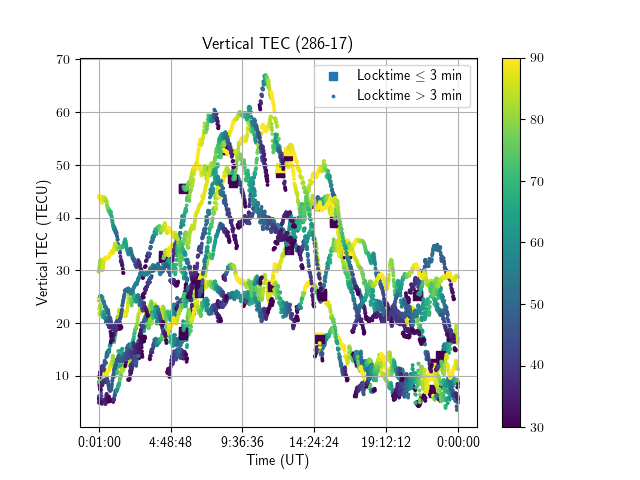 Vertical TEC (286-17)
Locktime ≤ 3 min
Locktime > 3 min
Vertical TEC (TECU)
70
60
50
40
30
20
10
0:01:00 4:48:48 9:36:36 14:24:24 19:12:12 0:00:00
Time (UT)
90
80
70
60
50
40
30